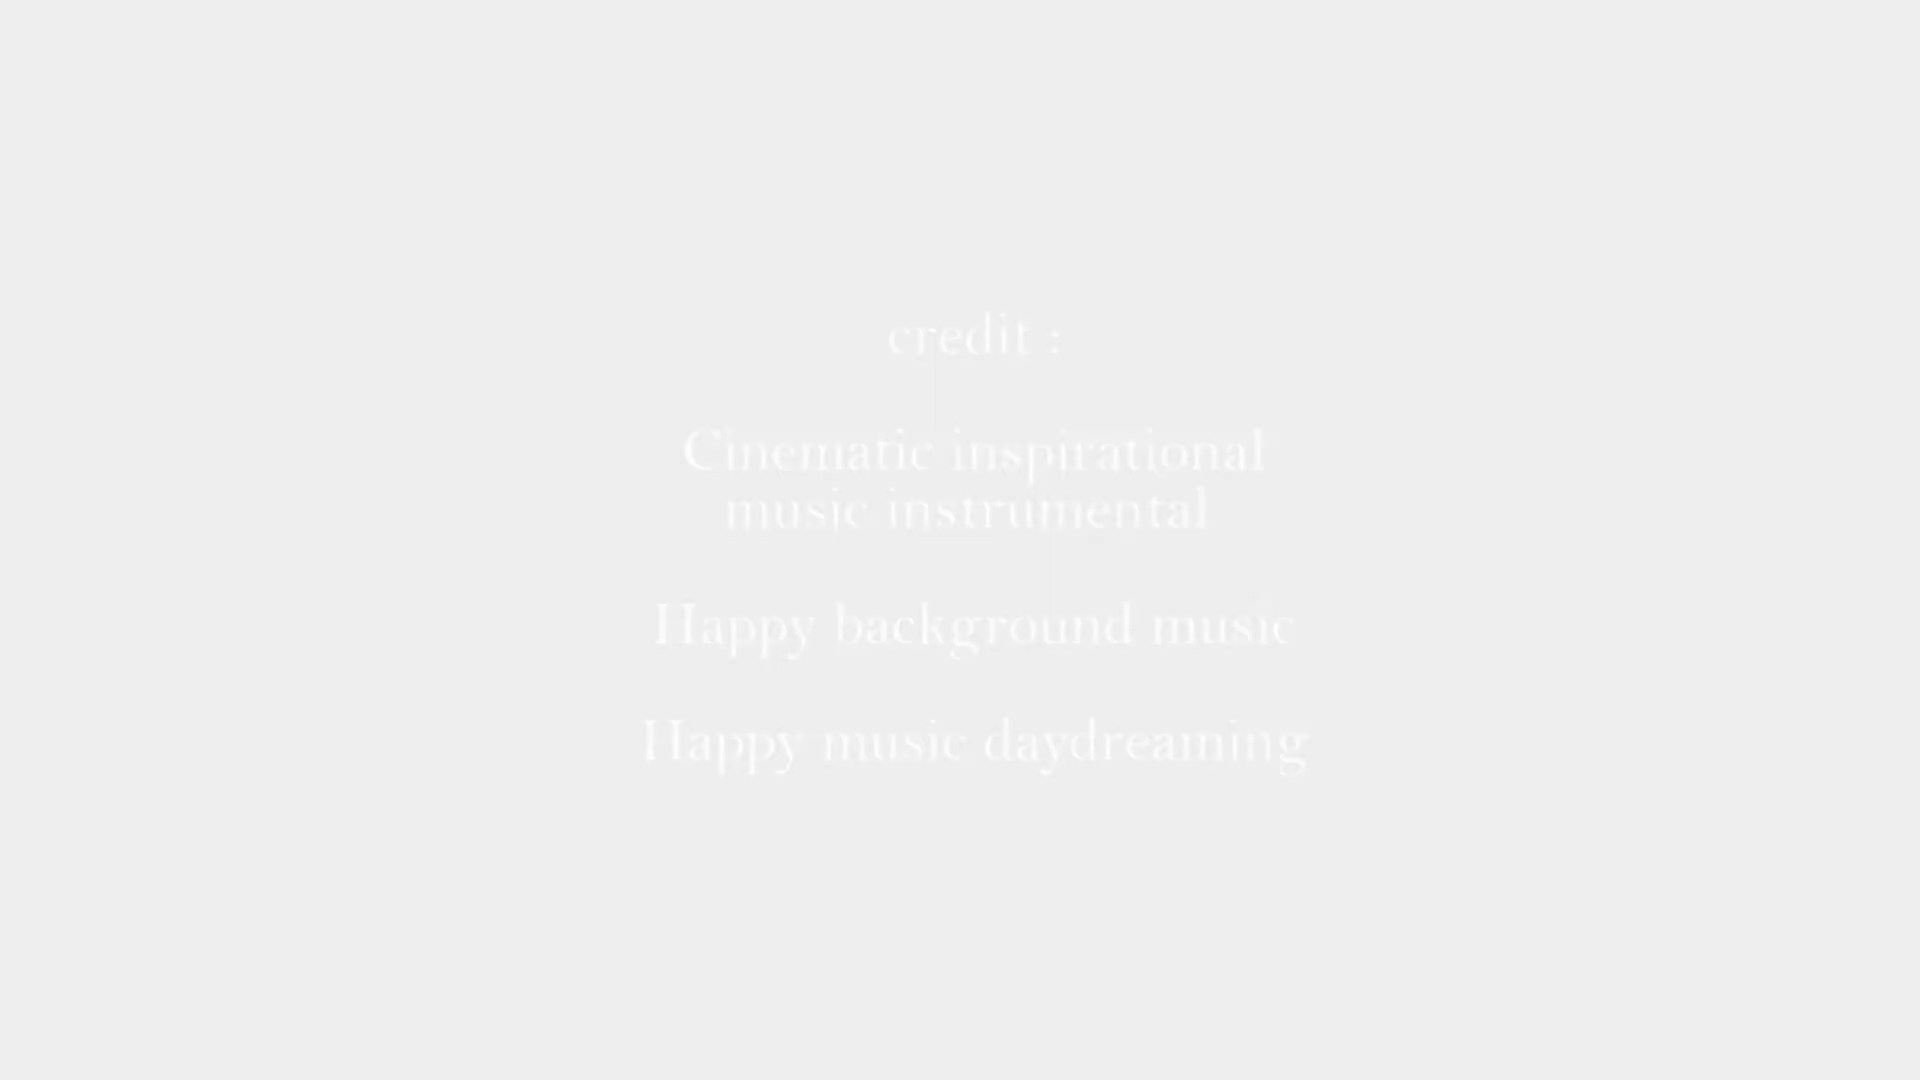 credit :
Cinematic inspirational
music instrumental
Happy background music
Happy music daydreaming